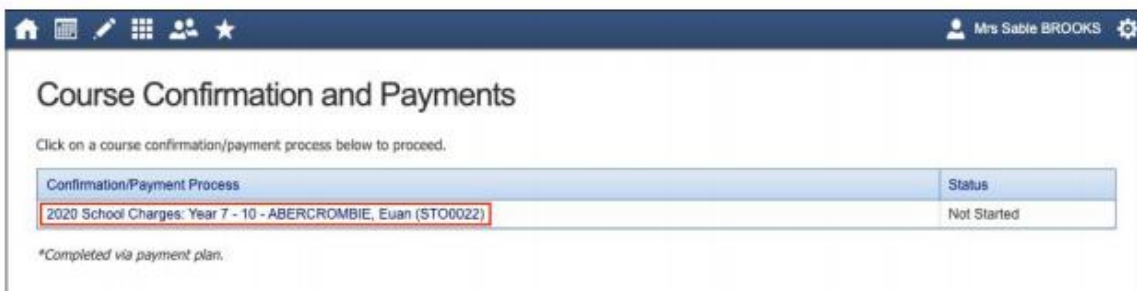 Mrs Sable BROOKS
Course Confirmation and Payments
Click on a course confirmation/payment process below to proceed.
Confirmation/Payment Process Status
2020 School Charges: Year 7 - 10 - ABERCROMBIE, Euan (STO0022) Not Started
*Completed via payment plan.